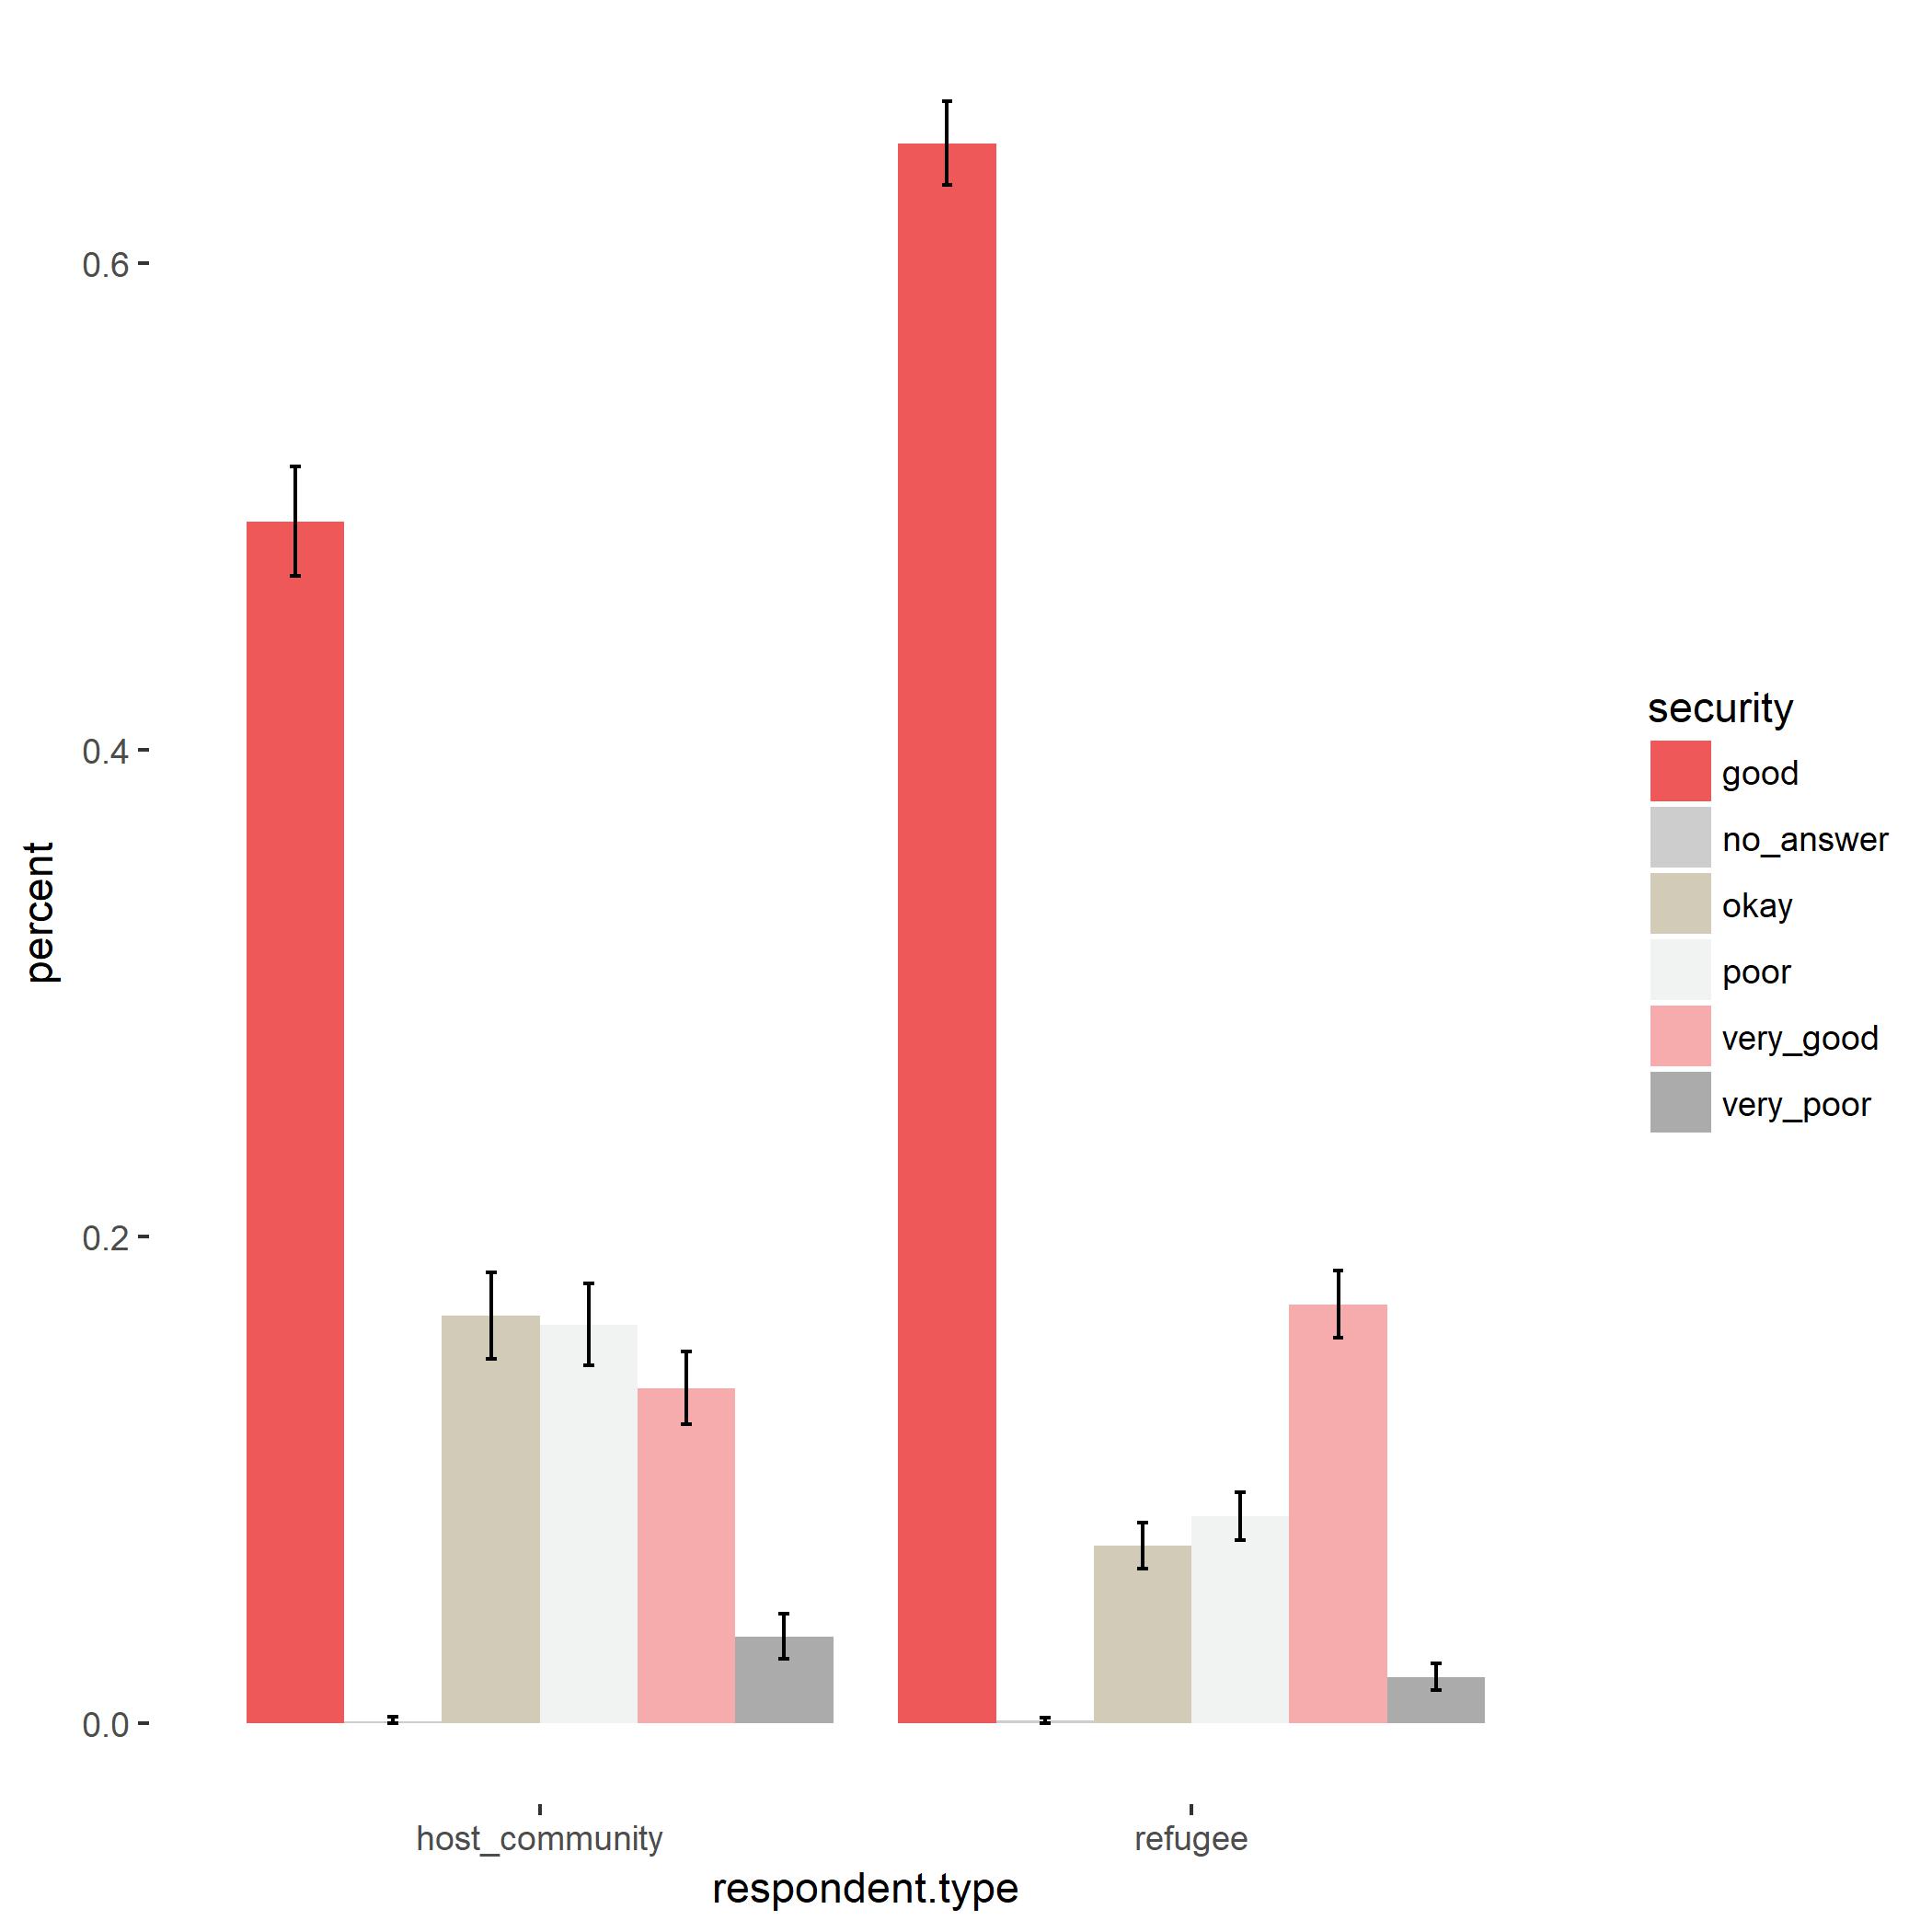 percent
0.6
0.4
0.2
0.0
host_community
refugee
respondent.type
security
good
no_answer
okay
poor
very_good
very_poor